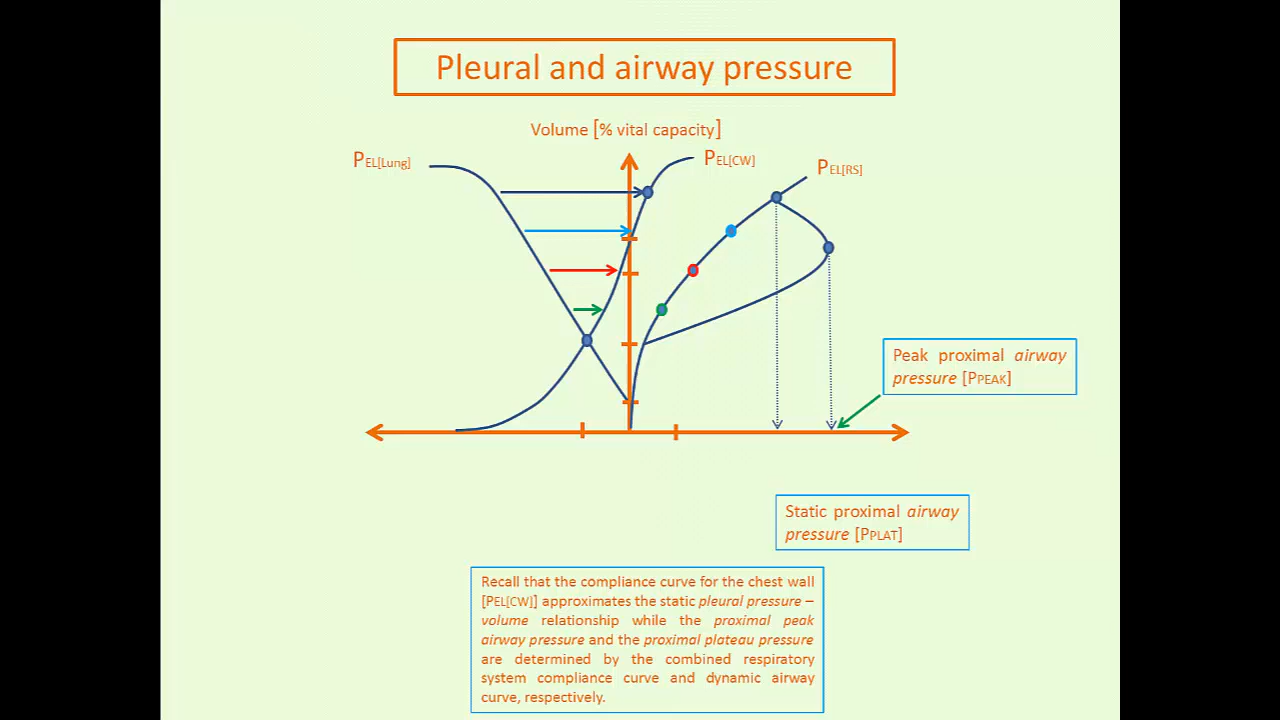 Pleural and airway pressure
Volume [% vital capacity]
PEL[Lung]
PEL[CW]
PEL[RS]
Peak proximal airway
pressure [PPEAK]
Static proximal airway
pressure [PPLAT]
Recall that the compliance curve for the chest wall
[PEL[CW]] approximates the static pleural pressure –
volume relationship while the proximal peak
airway pressure and the proximal plateau pressure
are determined by the combined respiratory
system compliance curve and dynamic airway
curve, respectively.